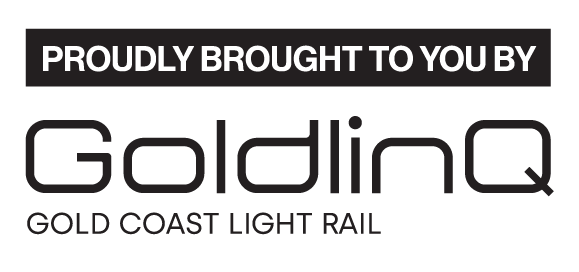 PROUDLY BROUGHT TO YOU BY
GoldlinQ
GOLD COAST LIGHT RAIL